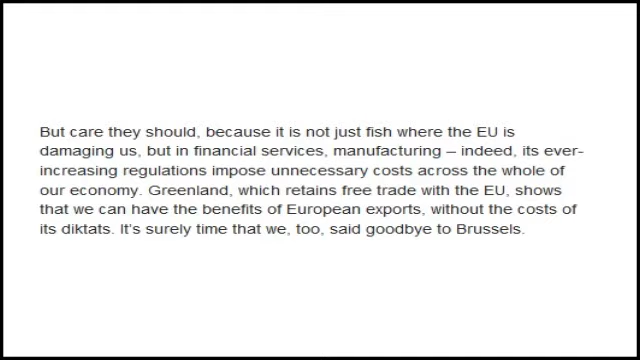 But care they should, because it is not just fish where the EU is
damaging us, but in financial services, manufacturing – indeed, its ever-
increasing regulations impose unnecessary costs across the whole of
our economy. Greenland, which retains free trade with the EU, shows
that we can have the benefits of European exports, without the costs of
its diktats. It's surely time that we, too, said goodbye to Brussels.